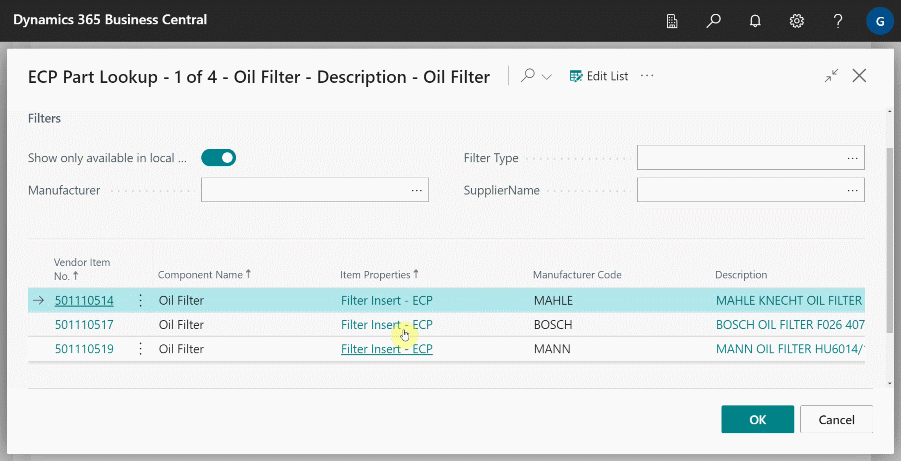 Dynamics 365 Business Central
G
ECP Part Lookup - 1 of 4 - Oil Filter - Description - Oil Filter
Edit List
Filters
Show only available in local ...
Filter Type
Manufacturer
SupplierName
Vendor Item No. ↑
Component Name ↑
Item Properties ↑
Manufacturer Code
Description
501110514 Oil Filter Filter Insert - ECP MAHLE MAHLE KNECHT OIL FILTER
501110517 Oil Filter Filter Insert - ECP BOSCH BOSCH OIL FILTER F026 407
501110519 Oil Filter Filter Insert - ECP MANN MANN OIL FILTER HU6014/
OK
Cancel